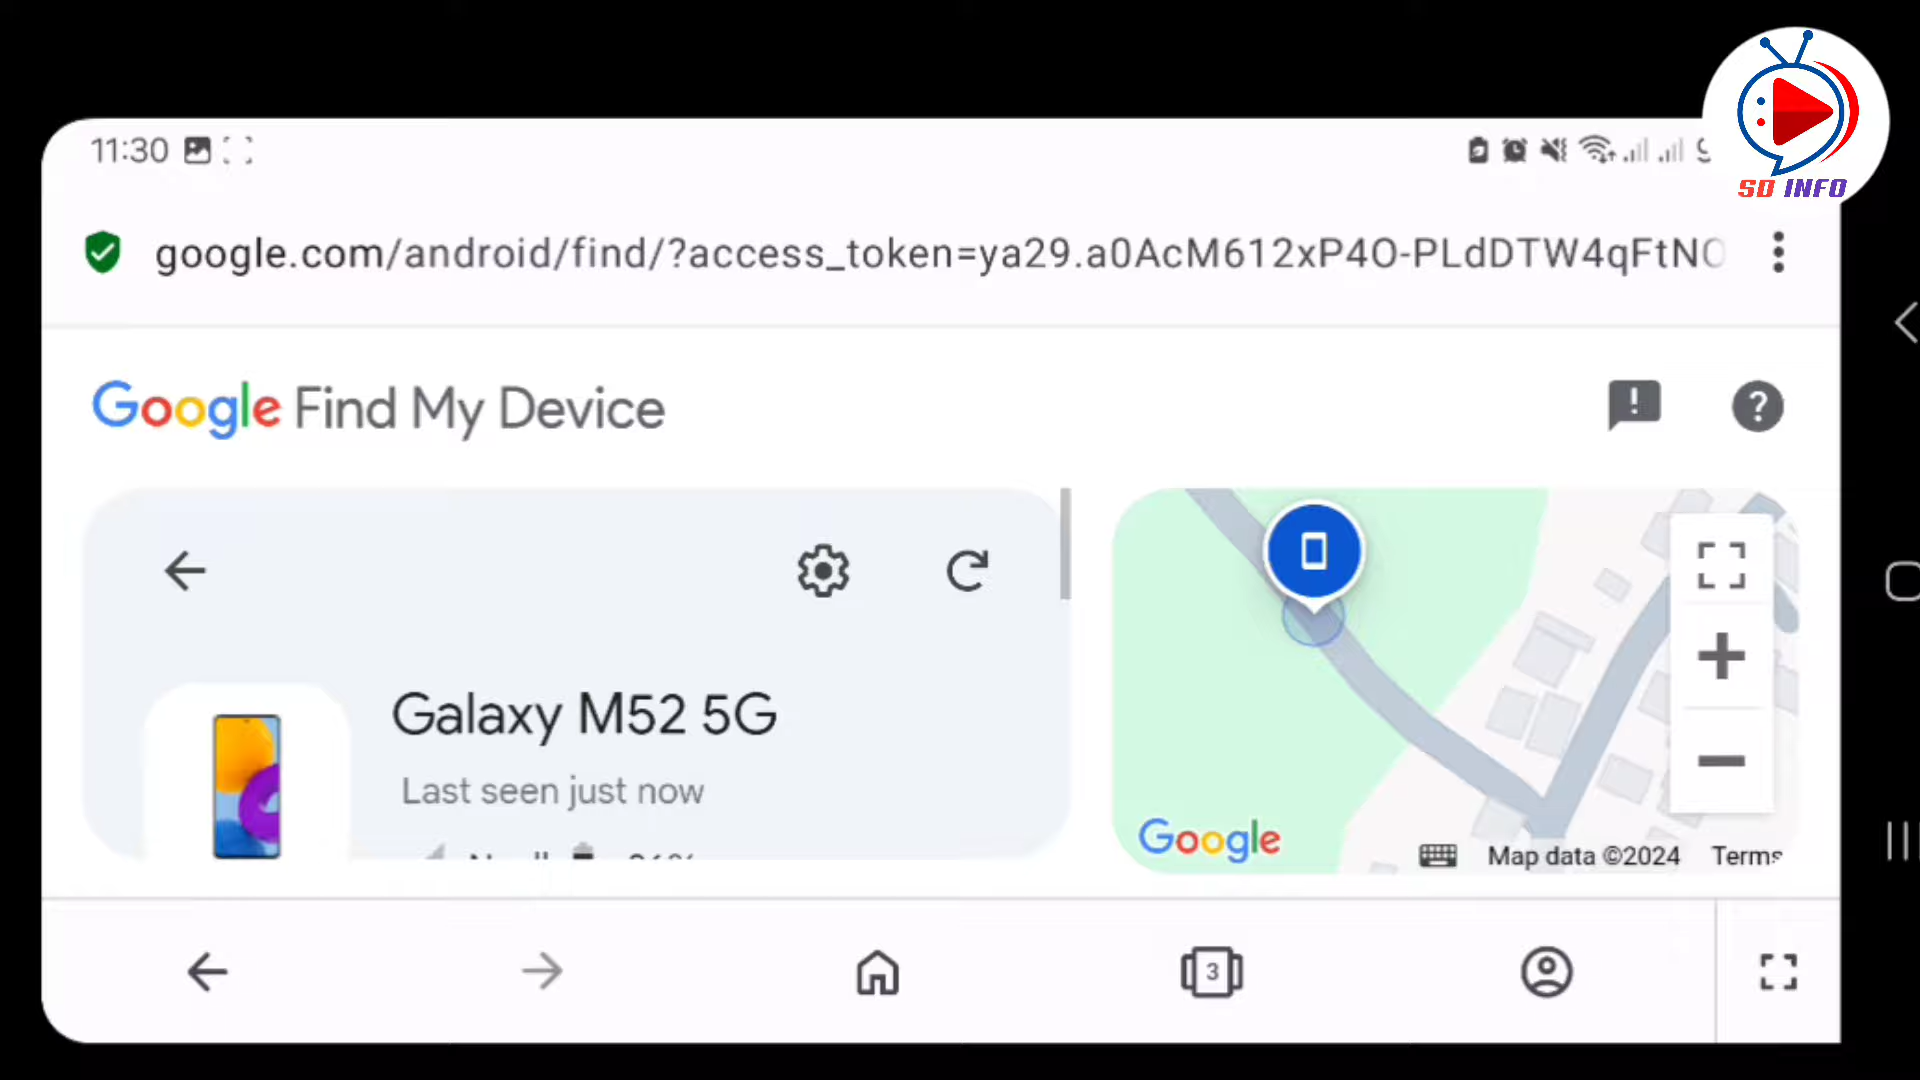 11:30
SD INFO
google.com/android/find/?access_token=ya29.a0AcM612xP4O-PLdDTW4qFtNO
Google Find My Device
Galaxy M52 5G
Last seen just now
Google
Map data ©2024
Terms
3